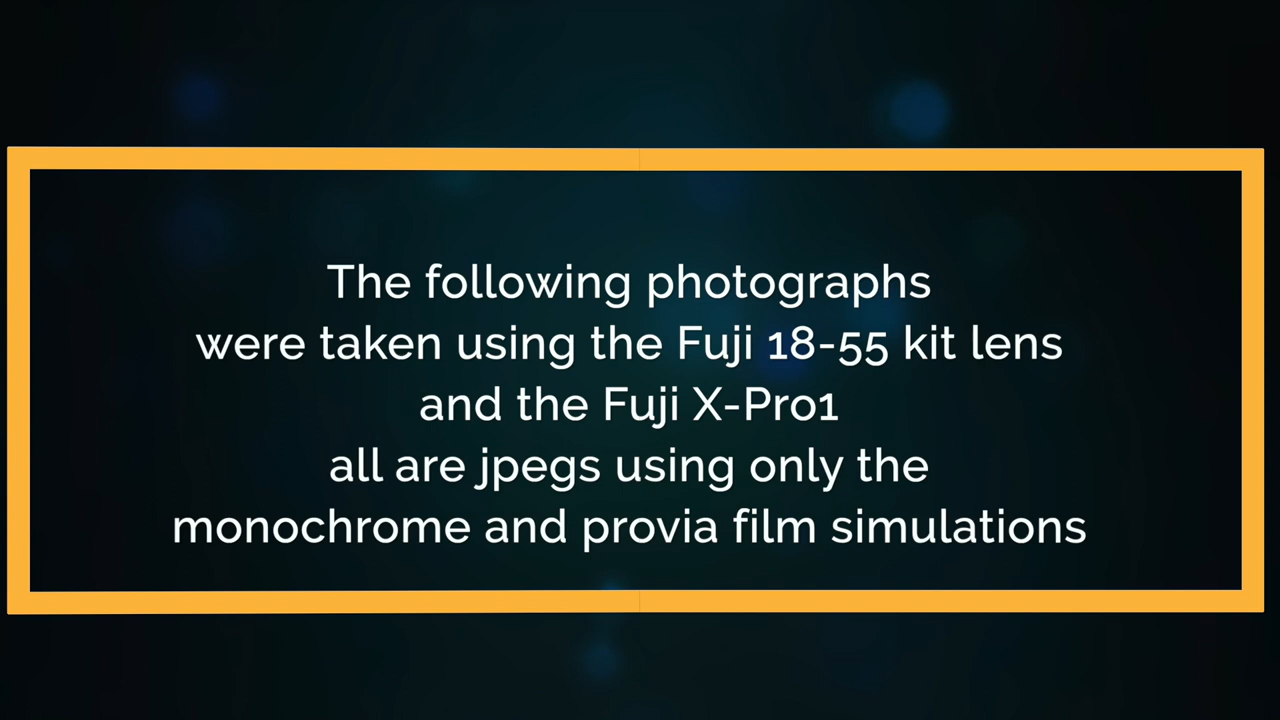 The following photographs
were taken using the Fuji 18-55 kit lens
and the Fuji X-Pro1
all are jpegs using only the
monochrome and provia film simulations